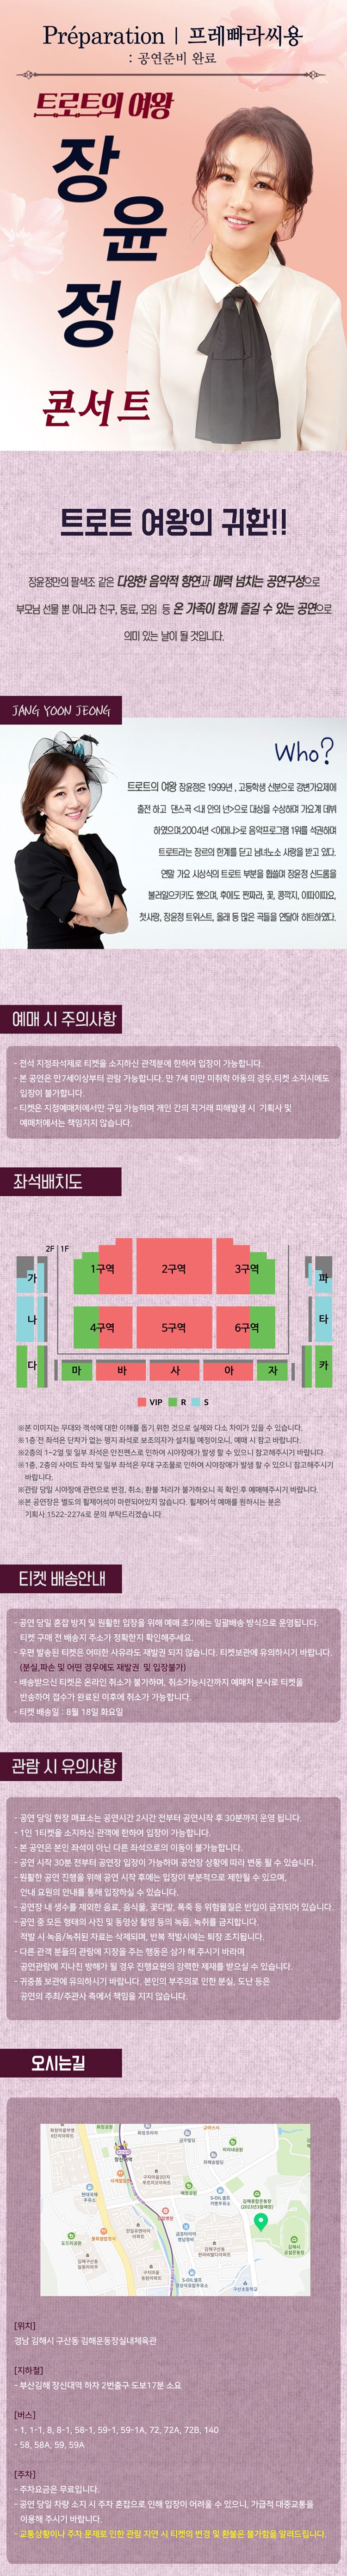 Préparation | 프레빠라씨용
: 공연준비 완료
트로트의 여왕
장
윤
정
콘서트
트로트 여왕의 귀환!!
장윤정만의 팔색조 같은 다양한 음악적 향연과 매력 넘치는 공연구성으로
부모님 선물 뿐 아니라 친구, 동료, 모임 등 온 가족이 함께 즐길 수 있는 공연으로
의미 있는 날이 될 것입니다.
JANG YOON JEONG
Who?
트로트의 여왕 장윤정은 1999년 , 고등학생 신분으로 강변가요제에
출전 하고 댄스곡 <내 안의 넌>으로 대상을 수상하며 가요계 데뷔
하였으며.2004년 <어머나>로 음악프로그램 1위를 석권하며
트로트라는 장르의 한계를 딛고 남녀노소 사랑을 받고 있다.
연말 가요 시상식의 트로트 부분을 휩쓸며 장윤정 신드롬을
불러일으키키도 했으며, 후에도 짠짜라, 꽃, 콩깍지, 이따이따요,
첫사랑, 장윤정 트위스트, 올래 등 많은 곡들을 연달아 히트하였다.
예매 시 주의사항
- 전석 지정좌석제로 티켓을 소지하신 관객분에 한하여 입장이 가능합니다.
- 본 공연은 만7세이상부터 관람 가능합니다. 만 7세 미만 미취학 아동의 경우,티켓 소지시에도
입장이 불가합니다.
- 티켓은 지정예매처에서만 구입 가능하며 개인 간의 직거래 피해발생 시 기획사 및
예매처에서는 책임지지 않습니다.
좌석배치도
2F 1F
1구역 2구역 3구역
가 파
나 4구역 5구역 6구역 타
다 마 바 사 아 자 카
VIP R S
※본 이미지는 무대와 객석에 대한 이해를 돕기 위한 것으로 실제와 다소 차이가 있을 수 있습니다.
※1층 전 좌석은 단차가 없는 평지 좌석로 보조의자가 설치될 예정이오니, 예매 시 참고 바랍니다.
※2층의 1~2열 및 일부 좌석은 안전펜스로 인하여 시야장애가 발생 할 수 있으니 참고해주시기 바랍니다.
※1층, 2층의 사이드 좌석 및 일부 좌석은 무대 구조물로 인하여 시야장애가 발생 할 수 있으니 참고해주시기
바랍니다.
※관람 당일 시야장애 관련으로 변경, 취소, 환불 처리가 불가하오니 꼭 확인 후 예매해주시기 바랍니다.
※본 공연장은 별도의 휠체어석이 마련되어있지 않습니다. 휠체어석 예매를 원하시는 분은
기획사:1522-2274로 문의 부탁드리겠습니다.
티켓 배송안내
- 공연 당일 혼잡 방지 및 원활한 입장을 위해 예매 초기에는 일괄배송 방식으로 운영됩니다.
티켓 구매 전 배송지 주소가 정확한지 확인해주세요.
- 우편 발송된 티켓은 어떠한 사유라도 재발권 되지 않습니다. 티켓보관에 유의하시기 바랍니다.
(분실,파손 및 어떤 경우에도 재발권 및 입장불가)
- 배송받으신 티켓은 온라인 취소가 불가하며, 취소가능시간까지 예매처 본사로 티켓을
반송하여 접수가 완료된 이후에 취소가 가능합니다.
- 티켓 배송일 : 8월 18일 화요일
관람 시 유의사항
- 공연 당일 현장 매표소는 공연시간 2시간 전부터 공연시작 후 30분까지 운영 됩니다.
- 1인 1티켓을 소지하신 관객에 한하여 입장이 가능합니다.
- 본 공연은 본인 좌석이 아닌 다른 좌석으로의 이동이 불가능합니다.
- 공연 시작 30분 전부터 공연장 입장이 가능하며 공연장 상황에 따라 변동 될 수 있습니다.
- 원활한 공연 진행을 위해 공연 시작 후에는 입장이 부분적으로 제한될 수 있으며,
안내 요원의 안내를 통해 입장하실 수 있습니다.
- 공연장 내 생수를 제외한 음료, 음식물, 꽃다발, 폭죽 등 위험물질은 반입이 금지되어 있습니다.
- 공연 중 모든 형태의 사진 및 동영상 촬영 등의 녹음, 녹취를 금지합니다.
적발 시 녹음/녹취된 자료는 삭제되며, 반복 적발시에는 퇴장 조치됩니다.
- 다른 관객 분들의 관람에 지장을 주는 행동은 삼가 해 주시기 바라며
공연관람에 지나친 방해가 될 경우 진행요원의 강력한 제재를 받으실 수 있습니다.
- 귀중품 보관에 유의하시기 바랍니다. 본인의 부주의로 인한 분실, 도난 등은
공연의 주최/주관사 측에서 책임을 지지 않습니다.
오시는길
[위치]
경남 김해시 구산동 김해운동장실내체육관
[지하철]
- 부산김해 장신대역 하차 2번출구 도보17분 소요
[버스]
- 1, 1-1, 8, 8-1, 58-1, 59-1, 59-1A, 72, 72A, 72B, 140
- 58, 58A, 59, 59A
[주차]
- 주차요금은 무료입니다.
- 공연 당일 차량 소지 시 주차 혼잡으로 인해 입장이 어려울 수 있으니, 가급적 대중교통을
이용해 주시기 바랍니다.
- 교통상황이나 주차 문제로 인한 관람 지연 시 티켓의 변경 및 환불은 불가함을 알려드립니다.